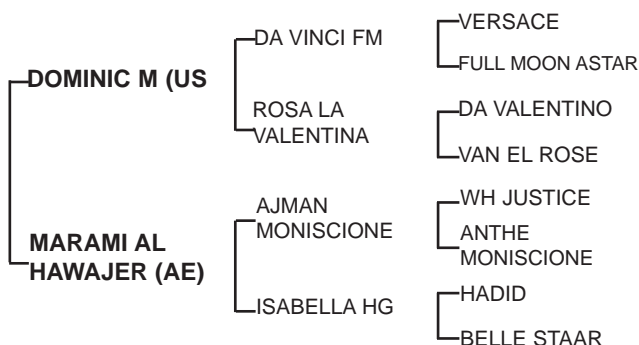 VERSACE
DA VINCI FM
FULL MOON ASTAR
DOMINIC M (US
ROSA LA
VALENTINA
DA VALENTINO
VAN EL ROSE
AJMAN
MONISCIONE
WH JUSTICE
ANTHE
MONISCIONE
MARAMI AL
HAWAJER (AE)
ISABELLA HG
HADID
BELLE STAAR